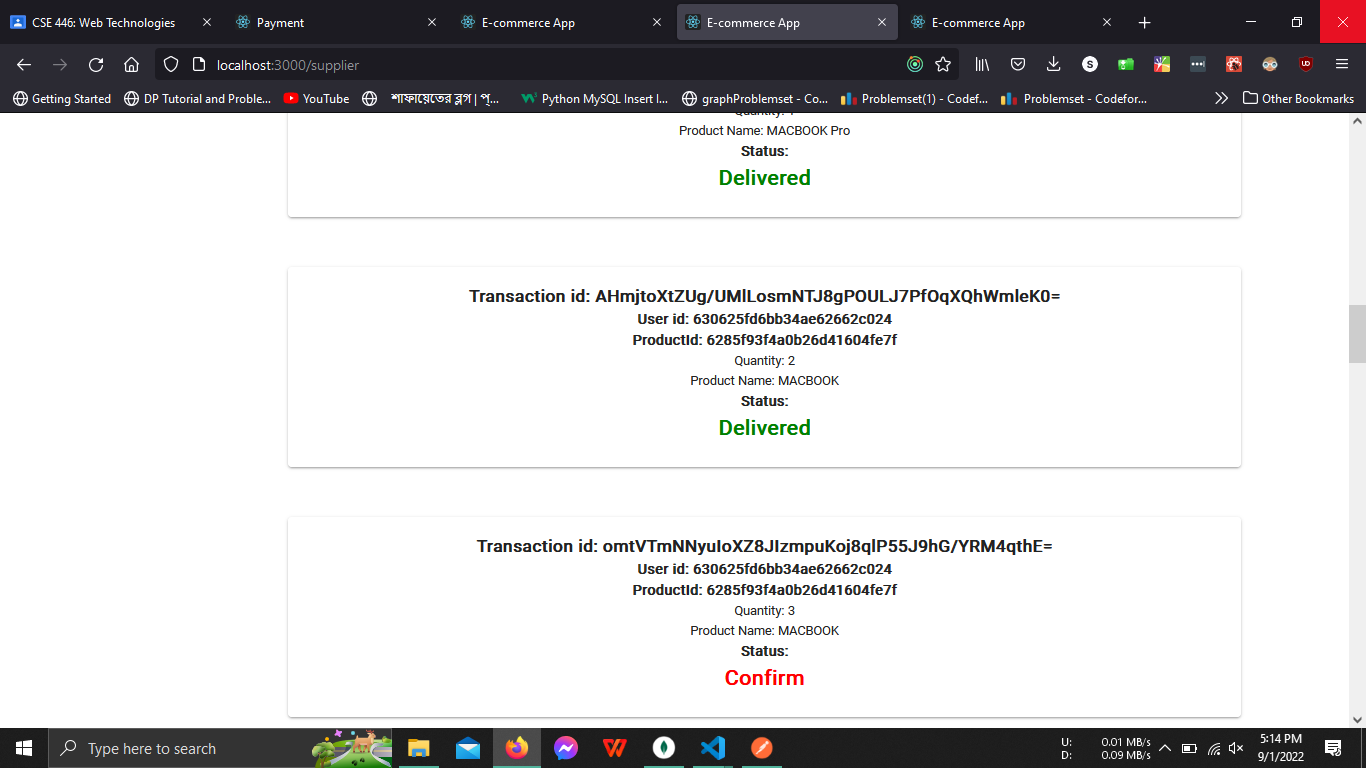 CSE 446: Web Technologies
Payment
E-commerce App
E-commerce App
E-commerce App
localhost:3000/supplier
Getting Started
DP Tutorial and Proble...
YouTube
শাফায়েতের ব্লগ | প্...
Python MySQL Insert I...
graphProblemset - Co...
Problemset(1) - Codef...
Problemset - Codefor...
Other Bookmarks
Product Name: MACBOOK Pro
Status:
Delivered
Transaction id: AHmjtoXtZUg/UMlLosmNTJ8gPOULJ7PfOqXQhWmleK0=
User id: 630625fd6bb34ae62662c024
ProductId: 6285f93f4a0b26d41604fe7f
Quantity: 2
Product Name: MACBOOK
Status:
Delivered
Transaction id: omtVTmNNyuIoXZ8JIzmpuKoj8qlP55J9hG/YRM4qthE=
User id: 630625fd6bb34ae62662c024
ProductId: 6285f93f4a0b26d41604fe7f
Quantity: 3
Product Name: MACBOOK
Status:
Confirm
Type here to search
U: 0.01 MB/s
D: 0.09 MB/s
5:14 PM
9/1/2022